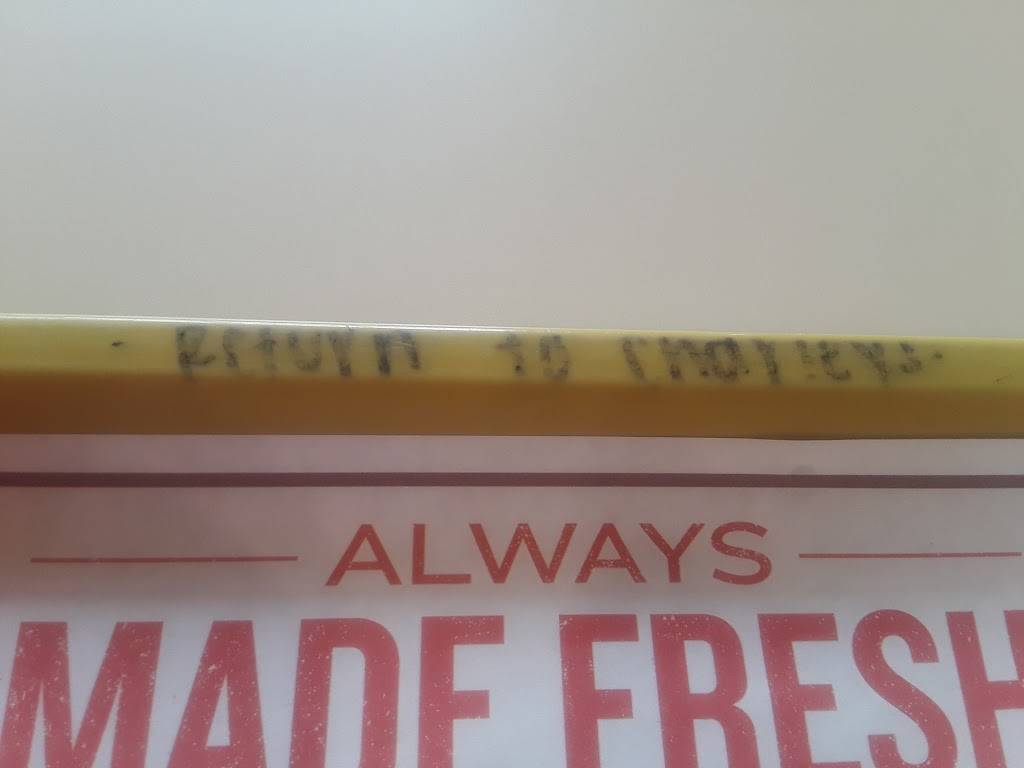 Return to Charleys.
ALWAYS
MADE FRESH